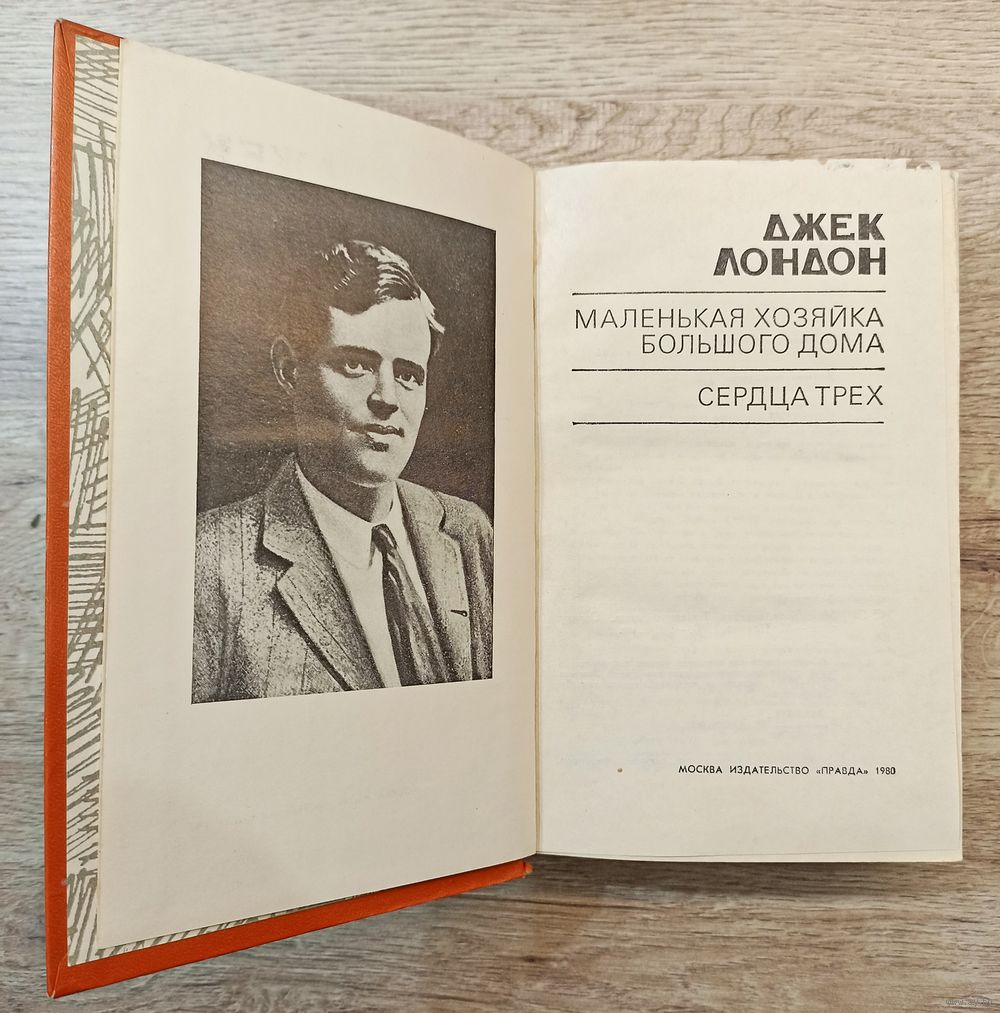 ДЖЕК
ЛОНДОН
МАЛЕНЬКАЯ ХОЗЯЙКА
БОЛЬШОГО ДОМА
СЕРДЦА ТРЕХ
МОСКВА ИЗДАТЕЛЬСТВО «ПРАВДА» 1980